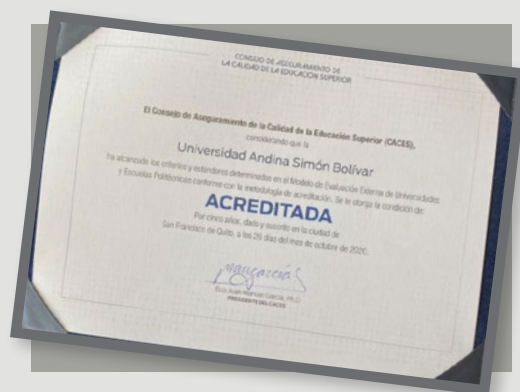 CONSEJO DE ASEGURAMIENTO DE
LA CALIDAD DE LA EDUCACIÓN SUPERIOR
El Consejo de Aseguramiento de la Calidad de la Educación Superior (CACES),
considerando que la
Universidad Andina Simón Bolívar
ha alcanzado los criterios y estándares determinados en el Modelo de Evaluación Externa de Universidades
y Escuelas Politécnicas conforme con la metodología de acreditación. Se le otorga la condición de:
ACREDITADA
Por cinco años, dado y suscrito en la ciudad de
San Francisco de Quito, a los 29 días del mes de octubre de 2020.
Juan Manuel García, Ph.D
PRESIDENTE DEL CACES